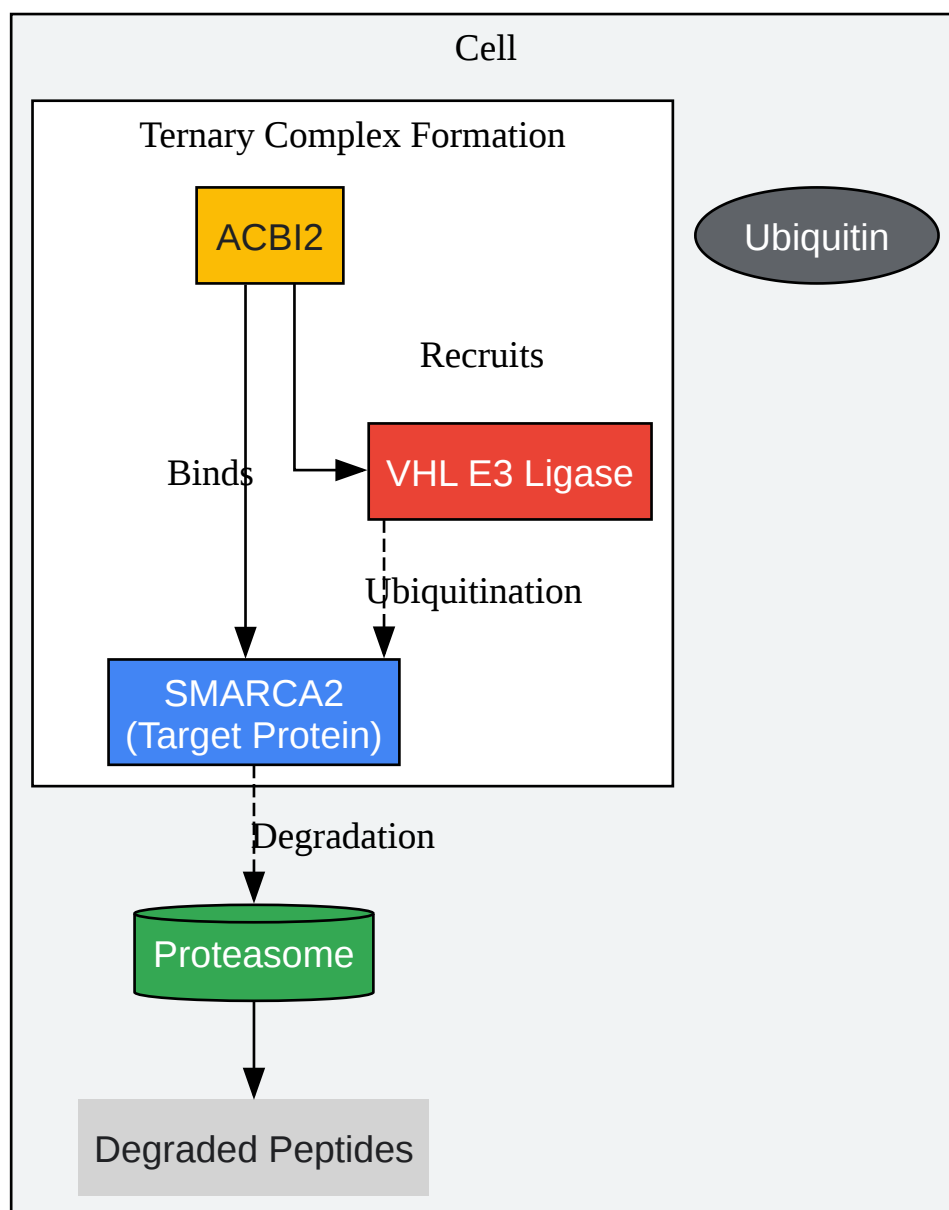 Cell
Ternary Complex Formation
ACBI2
Ubiquitin
Recruits
Binds
VHL E3 Ligase
Ubiquitination
SMARCA2
(Target Protein)
Degradation
Proteasome
Degraded Peptides